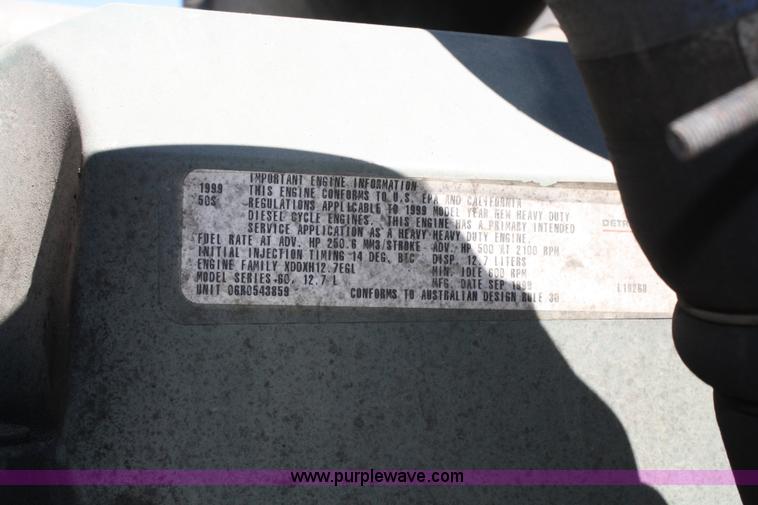 1999
50S
IMPORTANT ENGINE INFORMATION
THIS ENGINE CONFORMS TO U.S. EPA AND CALIFORNIA
REGULATIONS APPLICABLE TO 1999 MODEL YEAR NEW HEAVY DUTY
DIESEL CYCLE ENGINES. THIS ENGINE HAS A PRIMARY INTENDED
SERVICE APPLICATION AS A HEAVY HEAVY DUTY ENGINE.
FUEL RATE AT ADV. HP 250.6 MM3/STROKE ADV. HP 500 AT 2100 RPM
INITIAL INJECTION TIMING 14 DEG. BTC DISP. 12.7 LITERS
ENGINE FAMILY XDDXH12.7EGL MIN. IDLE 600 RPM
MODEL SERIES 60, 12.7 L MFG. DATE SEP 1999
UNIT 06R0543859 CONFORMS TO AUSTRALIAN DESIGN RULE 30
DETR
www.purplewave.com